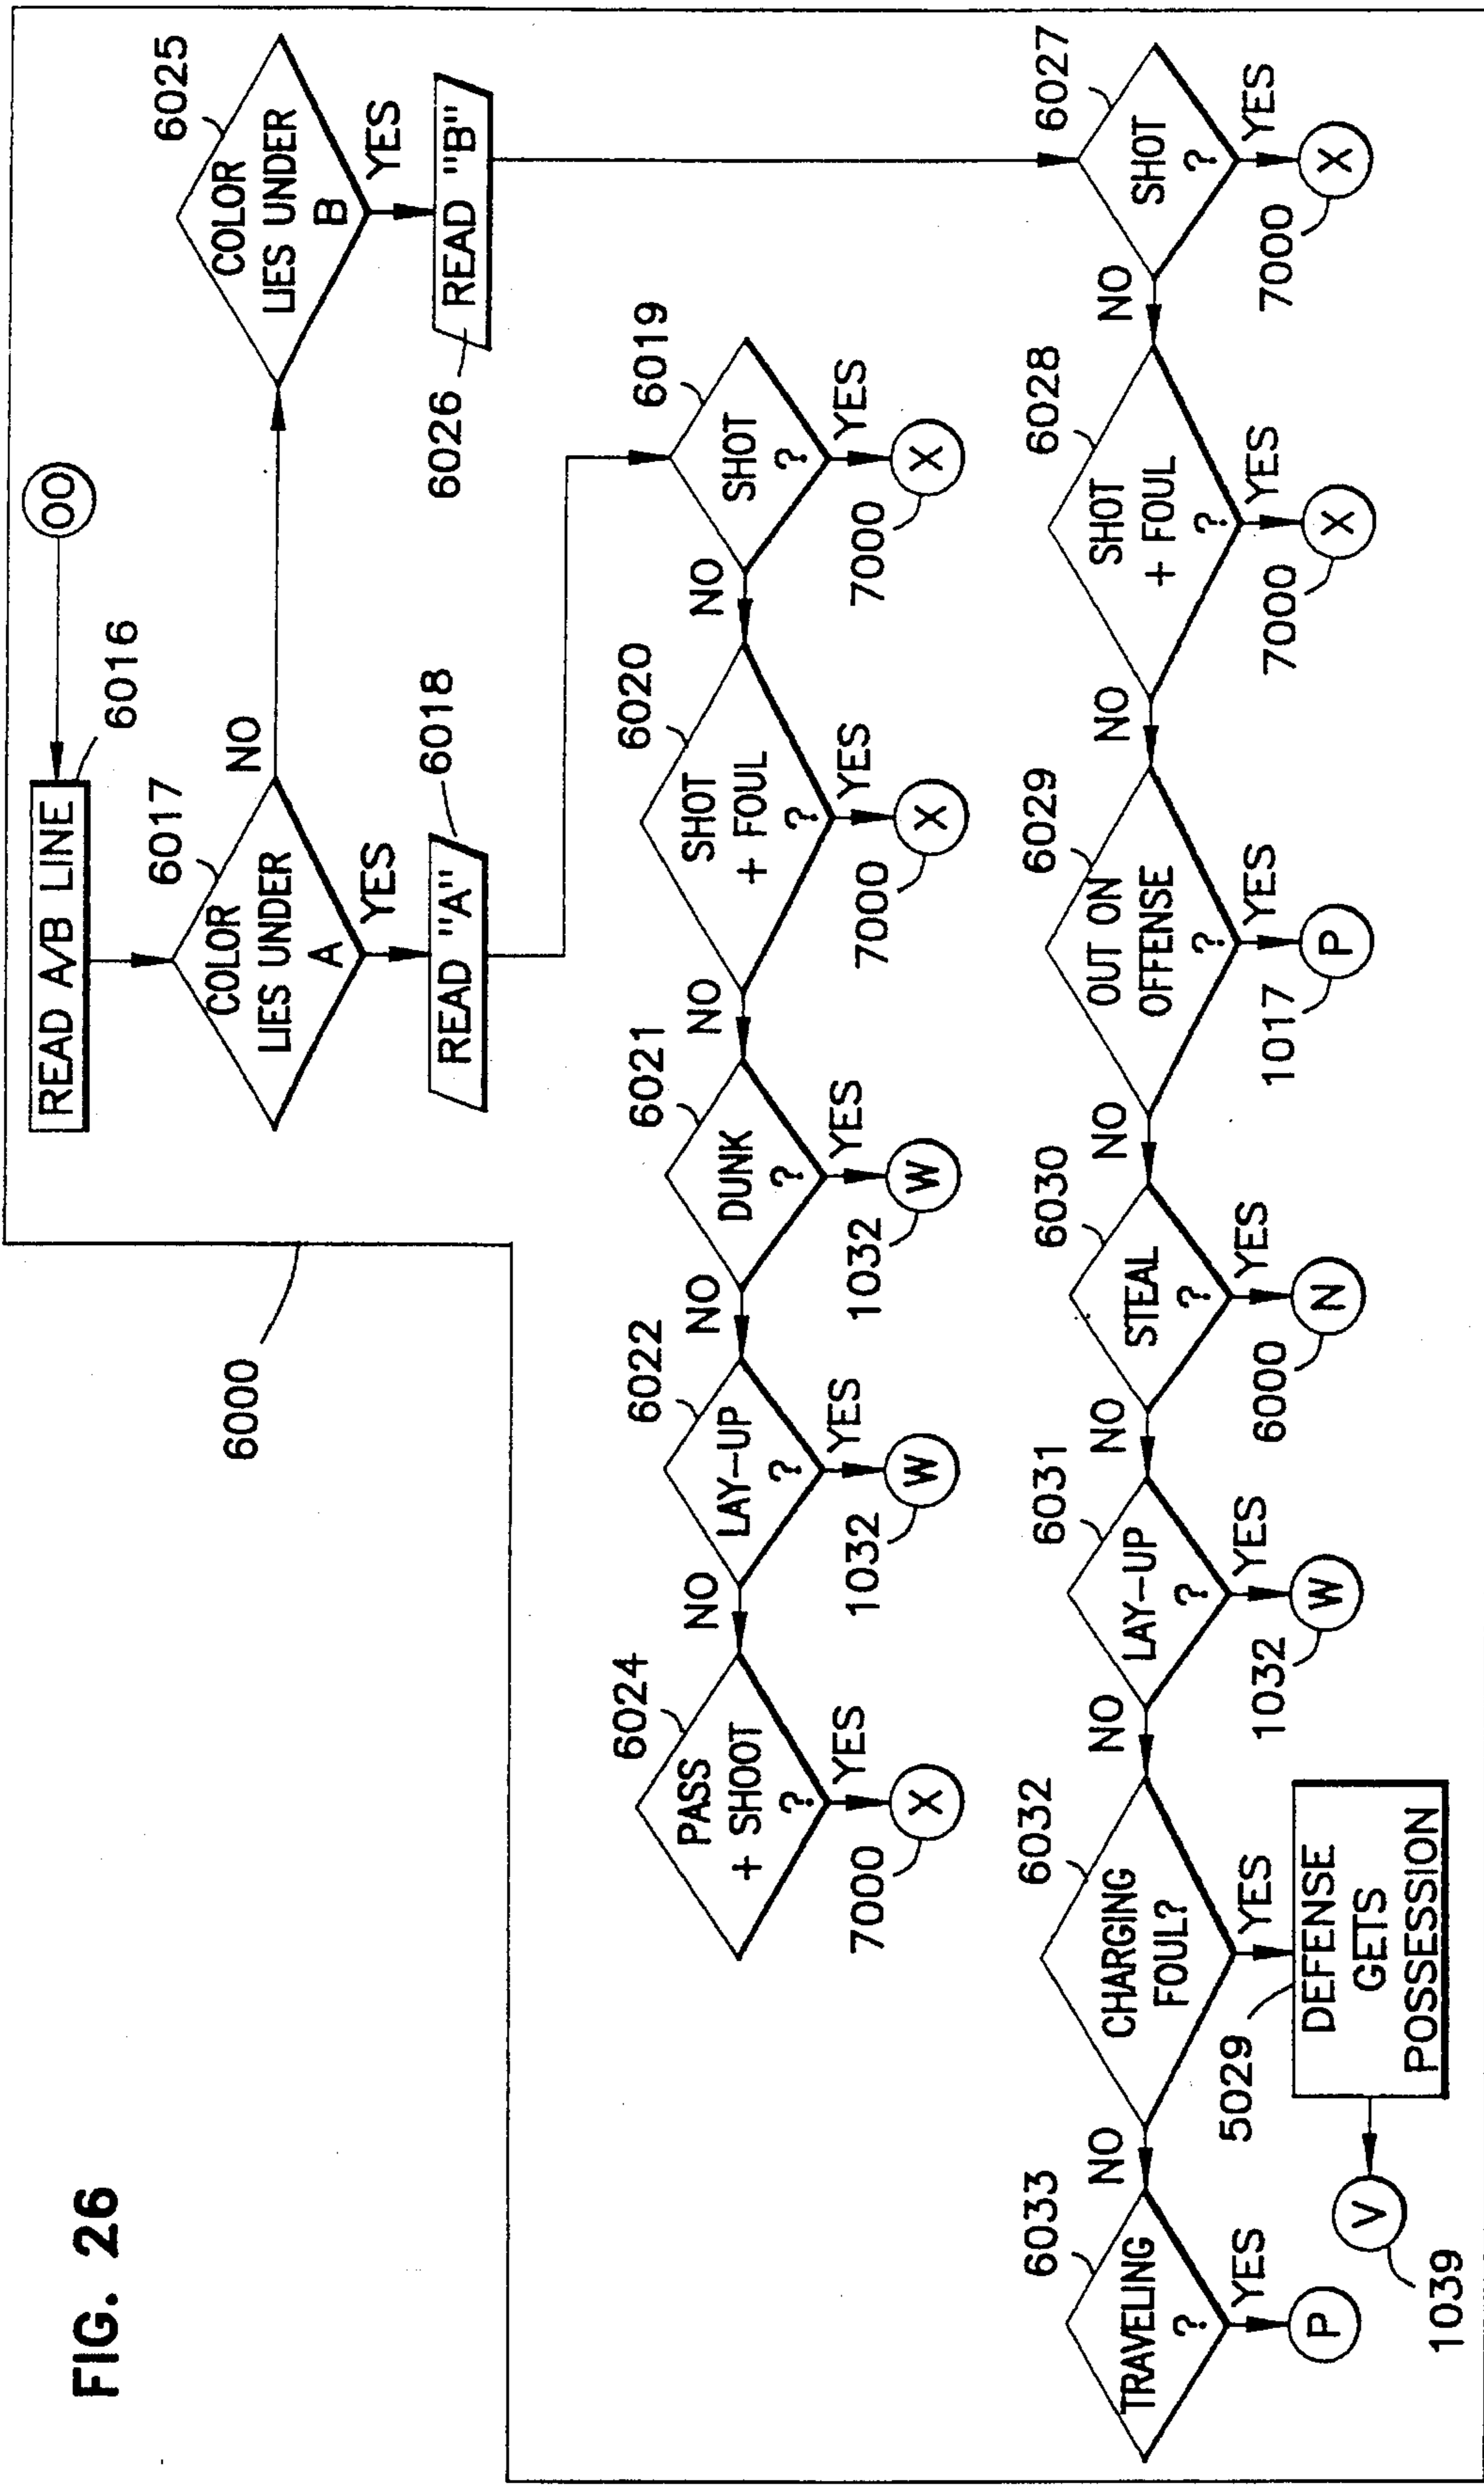 FIG. 26
6000
OO
READ A/B LINE
6016
COLOR
LIES UNDER
A
6017
NO
YES
READ "A"
6018
COLOR
LIES UNDER
B
6025
YES
READ "B"
6026
SHOT
?
6019
YES
X
7000
NO
SHOT
+ FOUL
?
6020
YES
X
7000
NO
DUNK
?
6021
YES
W
1032
NO
LAY-UP
?
6022
YES
W
1032
NO
PASS
+ SHOOT
?
6024
YES
X
7000
SHOT
?
6027
YES
X
7000
NO
SHOT
+ FOUL
?
6028
YES
X
7000
NO
OUT ON
OFFENSE
?
6029
YES
P
1017
NO
STEAL
?
6030
YES
N
6000
NO
LAY-UP
?
6031
YES
W
1032
NO
CHARGING
FOUL?
6032
YES
DEFENSE
GETS
POSSESSION
5029
V
1039
NO
TRAVELING
?
6033
YES
P